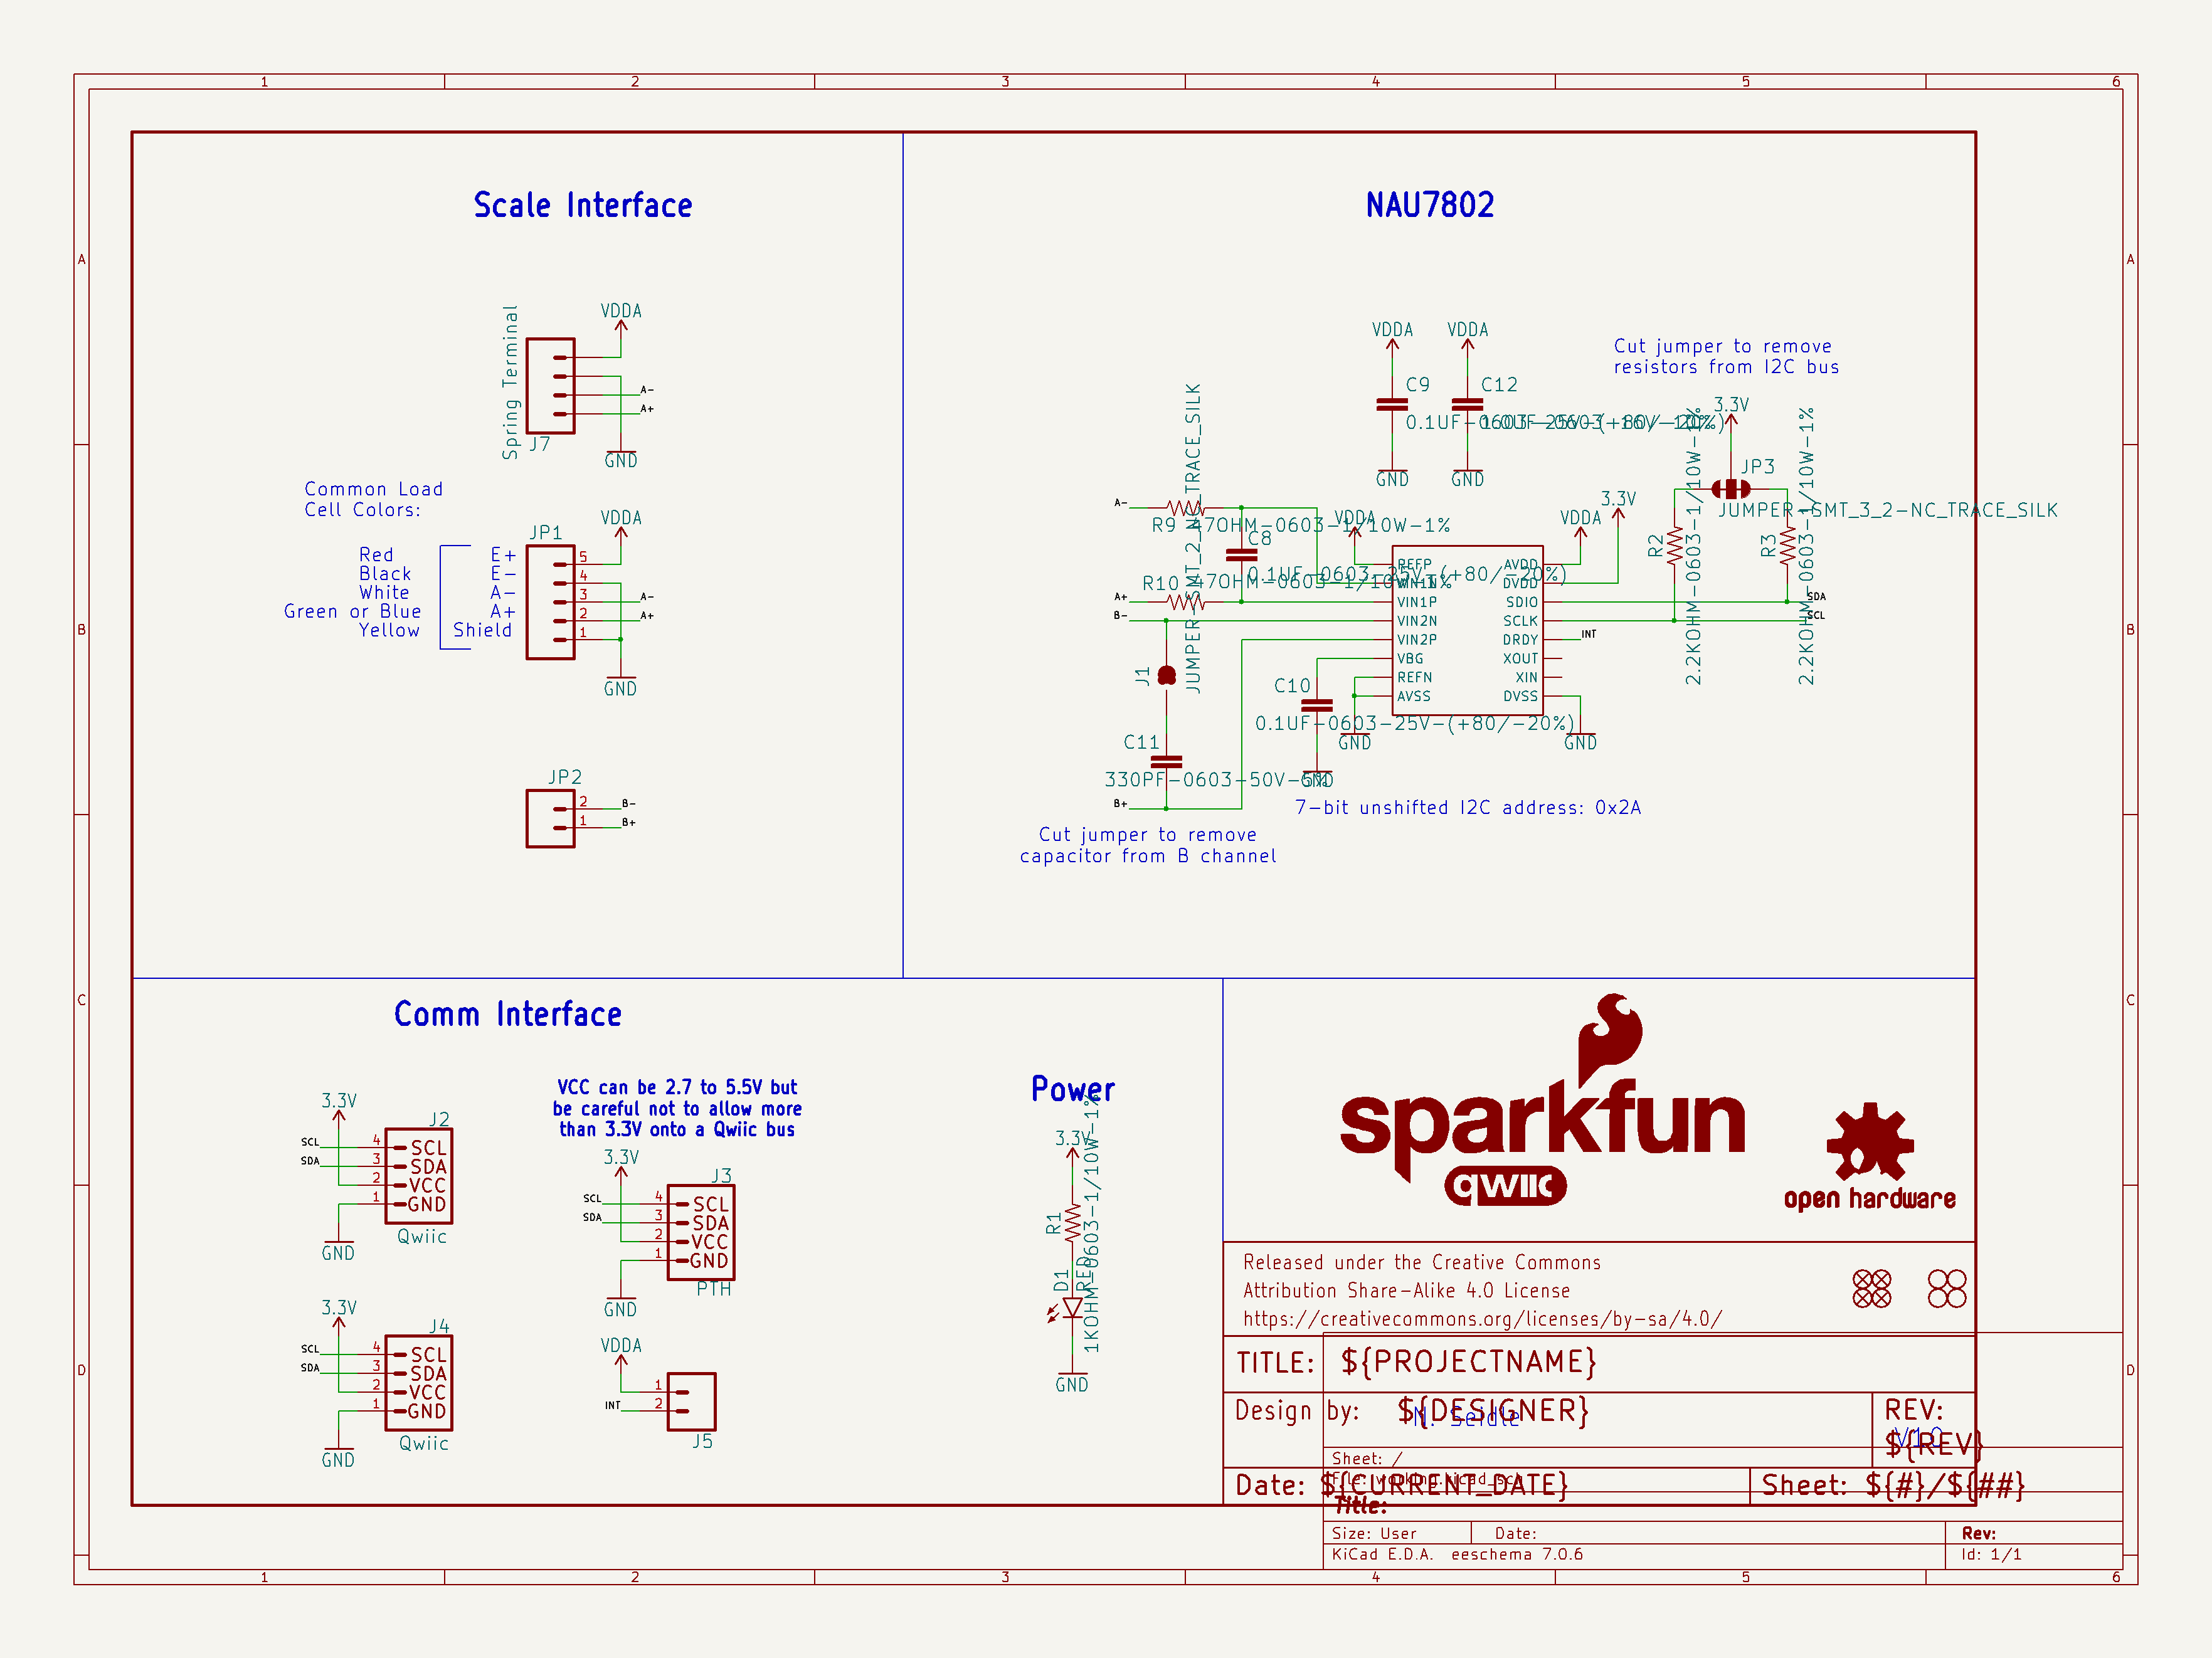 1 2 3 4 5 6
A
B
C
D
A
B
C
D
Scale Interface
VDDA
Spring Terminal
A-
A+
J7
GND
Common Load
Cell Colors:
VDDA
JP1
Red E+ 5
Black E- 4
White A- 3 A-
Green or Blue A+ 2 A+
Yellow Shield 1
GND
JP2
2 B-
1 B+
NAU7802
VDDA VDDA
Cut jumper to remove
resistors from I2C bus
C9 C12
0.1UF-0603-25V-(+80/-20%)
1.0UF-0603-16V-10%
GND GND
3.3V
JP3
JUMPER-SMT_3_2-NC_TRACE_SILK
R2
2.2KOHM-0603-1/10W-1%
R3
2.2KOHM-0603-1/10W-1%
A-
R9 47OHM-0603-1/10W-1%
JUMPER-SMT_2_NC_TRACE_SILK
C8
0.1UF-0603-25V-(+80/-20%)
A+
R10 47OHM-0603-1/10W-1%
B-
VDDA
VDDA
3.3V
REFP AVDD
VIN1N DVDD
VIN1P SDIO SDA
VIN2N SCLK SCL
VIN2P DRDY INT
VBG XOUT
REFN XIN
AVSS DVSS
J1
C10
0.1UF-0603-25V-(+80/-20%)
GND GND
GND
C11
330PF-0603-50V-5%
B+
7-bit unshifted I2C address: 0x2A
Cut jumper to remove
capacitor from B channel
Comm Interface
3.3V
J2
SCL 4 SCL
SDA 3 SDA
2 VCC
1 GND
GND
Qwiic
VCC can be 2.7 to 5.5V but
be careful not to allow more
than 3.3V onto a Qwiic bus
3.3V
J3
SCL 4 SCL
SDA 3 SDA
2 VCC
1 GND
GND
PTH
3.3V
J4
SCL 4 SCL
SDA 3 SDA
2 VCC
1 GND
GND
Qwiic
VDDA
1
INT 2
J5
Power
3.3V
R1
1KOHM-0603-1/10W-1%
D1
RED
GND
sparkfun
qwiic
open hardware
Released under the Creative Commons
Attribution Share-Alike 4.0 License
https://creativecommons.org/licenses/by-sa/4.0/
TITLE: ${PROJECTNAME}
Design by: ${DESIGNER}
N. Seidle
REV:
${REV}
V10
Sheet: /
File: working.kicad_sch
Date: ${CURRENT_DATE}
Sheet: ${#}/${##}
Title:
Size: User Date: Rev:
KiCad E.D.A. eeschema 7.0.6 Id: 1/1
1 2 3 4 5 6